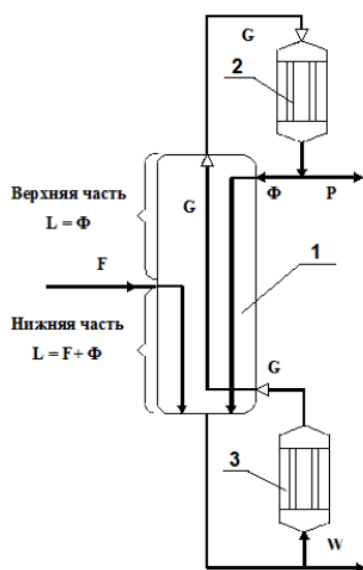 G
2
Верхняя часть
L = Ф
G
Ф
P
F
1
Нижняя часть
L = F + Ф
G
3
W